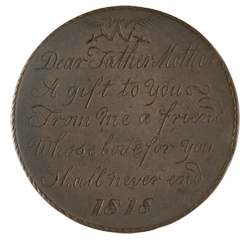 Dear Father Mother
A gift to you
From me a friend
Whose love for you
Shall never end
1818